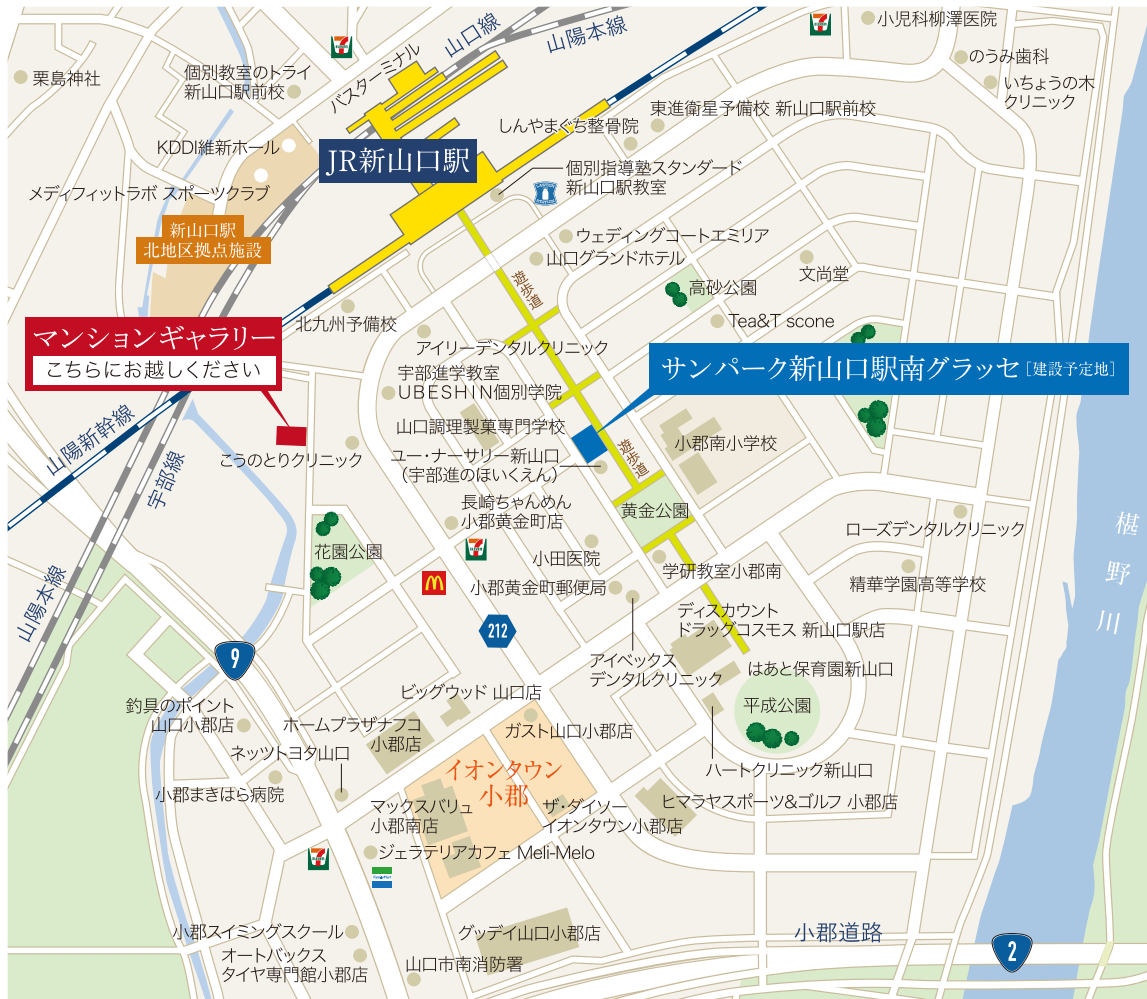 小児科柳澤医院
山口線
山陽本線
のうみ歯科
栗島神社
個別教室のトライ
新山口駅前校
バスターミナル
いちょうの木
クリニック
東進衛星予備校 新山口駅前校
しんやまぐち整骨院
KDDI維新ホール
JR新山口駅
個別指導塾スタンダード
新山口駅教室
メディフィットラボ スポーツクラブ
新山口駅
北地区拠点施設
ウェディングコートエミリア
山口グランドホテル
文尚堂
遊歩道
高砂公園
北九州予備校
Tea&T scone
マンションギャラリー
こちらにお越しください
アイリーデンタルクリニック
サンパーク新山口駅南グラッセ [建設予定地]
宇部進学教室
UBESHIN個別学院
山口調理製菓専門学校
山陽新幹線
こうのとりクリニック
ユー・ナーサリー新山口
(宇部進のほいくえん)
遊歩道
小郡南小学校
宇部線
長崎ちゃんめん
小郡黄金町店
黄金公園
ローズデンタルクリニック
椹野川
花園公園
小田医院
学研教室小郡南
精華学園高等学校
小郡黄金町郵便局
山陽本線
212
ディスカウント
ドラッグコスモス 新山口駅店
9
アイベックス
デンタルクリニック
はあと保育園新山口
ビッグウッド 山口店
平成公園
釣具のポイント
山口小郡店
ホームプラザナフコ
小郡店
ガスト山口小郡店
ネッツトヨタ山口
イオンタウン
小郡
ハートクリニック新山口
小郡まきはら病院
マックスバリュ
小郡南店
ザ・ダイソー
イオンタウン小郡店
ヒマラヤスポーツ&ゴルフ 小郡店
ジェラテリアカフェ Meli-Melo
小郡スイミングスクール
グッデイ山口小郡店
小郡道路
2
オートバックス
タイヤ専門館小郡店
山口市南消防署